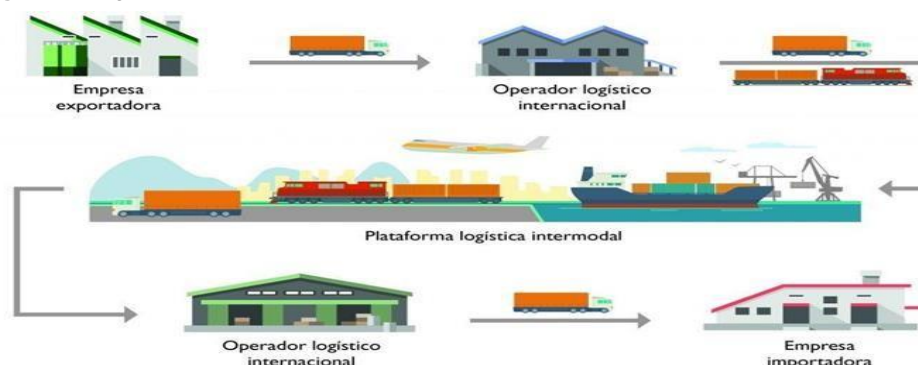 Empresa
exportadora
Operador logístico
internacional
Plataforma logística intermodal
Operador logístico
internacional
Empresa
importadora